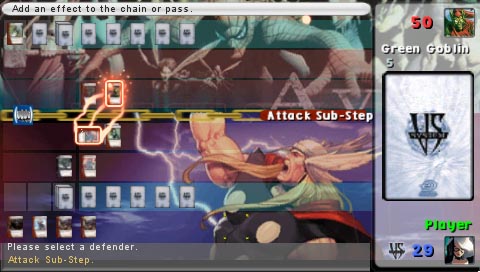 Add an effect to the chain or pass.
50
Green Goblin
5
Attack Sub-Step
VS
SYSTEM
Player
VS 29
Please select a defender.
Attack Sub-Step.